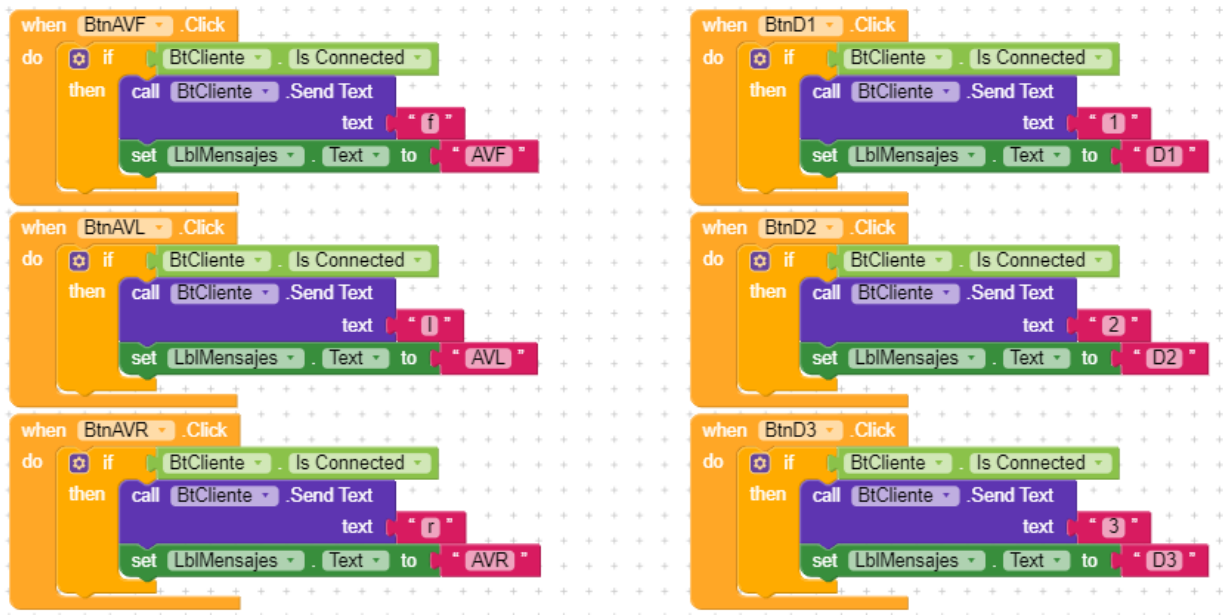 when BtnAVF .Click
do if BtCliente . Is Connected
then call BtCliente .Send Text
text “ f ”
set LblMensajes . Text to “ AVF ”
when BtnAVL .Click
do if BtCliente . Is Connected
then call BtCliente .Send Text
text “ l ”
set LblMensajes . Text to “ AVL ”
when BtnAVR .Click
do if BtCliente . Is Connected
then call BtCliente .Send Text
text “ r ”
set LblMensajes . Text to “ AVR ”
when BtnD1 .Click
do if BtCliente . Is Connected
then call BtCliente .Send Text
text “ 1 ”
set LblMensajes . Text to “ D1 ”
when BtnD2 .Click
do if BtCliente . Is Connected
then call BtCliente .Send Text
text “ 2 ”
set LblMensajes . Text to “ D2 ”
when BtnD3 .Click
do if BtCliente . Is Connected
then call BtCliente .Send Text
text “ 3 ”
set LblMensajes . Text to “ D3 ”